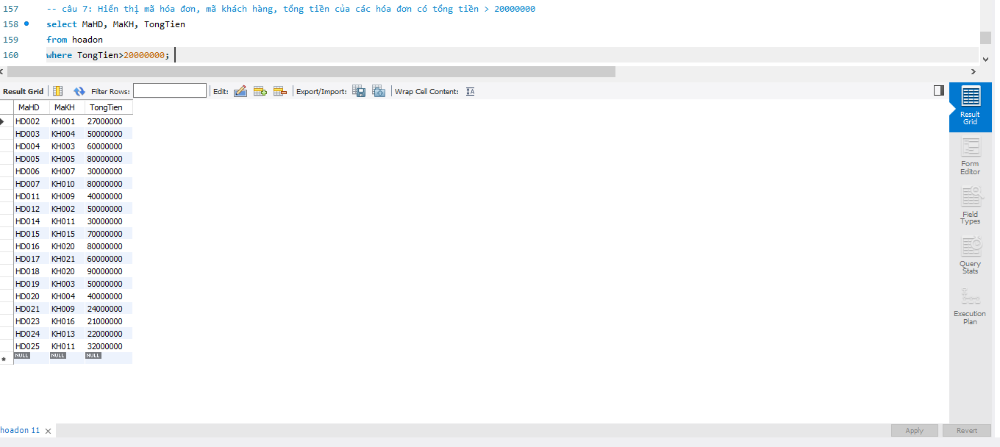 157 -- câu 7: Hiển thị mã hóa đơn, mã khách hàng, tổng tiền của các hóa đơn có tổng tiền > 20000000
158 select MaHD, MaKH, TongTien
159 from hoadon
160 where TongTien>20000000;
Result Grid Filter Rows: Edit: Export/Import: Wrap Cell Content: IA
MaHD MaKH TongTien
HD002 KH001 27000000
HD003 KH004 50000000
HD004 KH003 60000000
HD005 KH005 80000000
HD006 KH007 30000000
HD007 KH010 80000000
HD011 KH009 40000000
HD012 KH002 50000000
HD014 KH011 30000000
HD015 KH015 70000000
HD016 KH020 80000000
HD017 KH021 60000000
HD018 KH020 90000000
HD019 KH003 50000000
HD020 KH004 40000000
HD021 KH009 24000000
HD023 KH016 21000000
HD024 KH013 22000000
HD025 KH011 32000000
NULL NULL NULL
Result
Grid
Form
Editor
Field
Types
Query
Stats
Execution
Plan
hoadon 11
Apply Revert